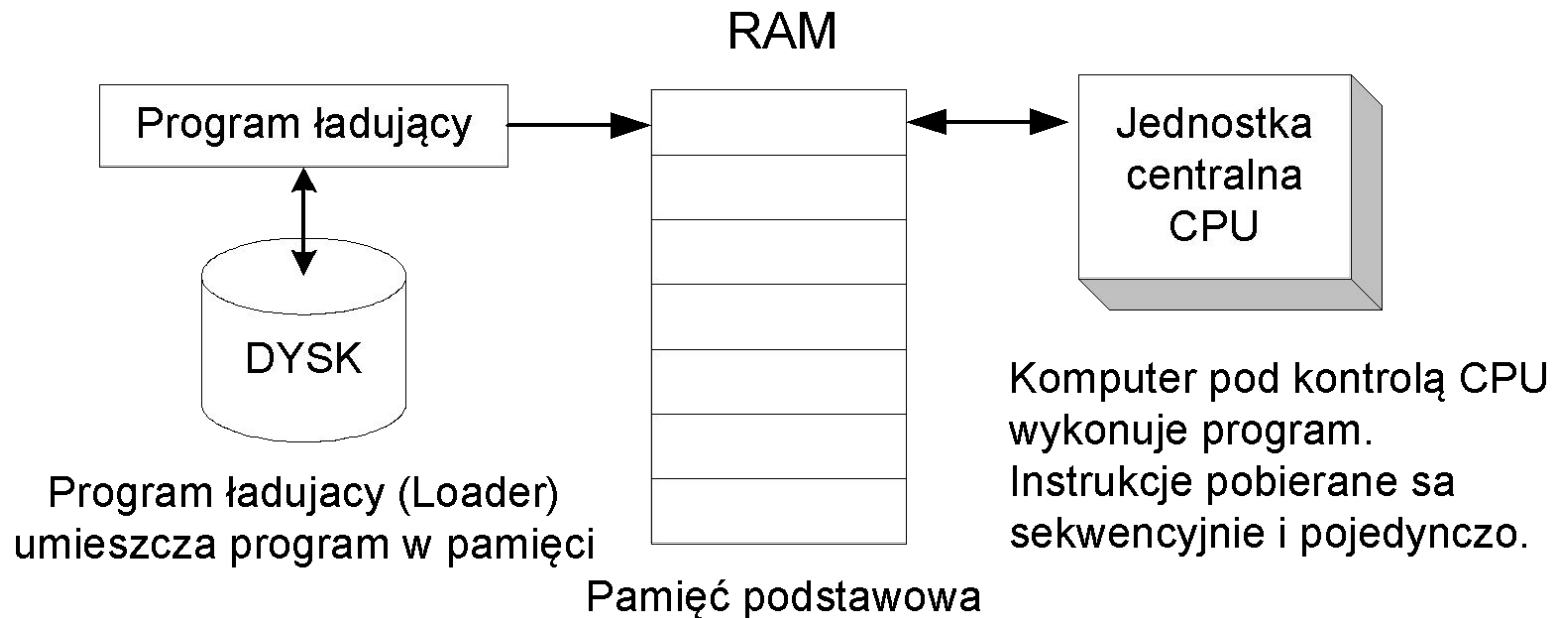 RAM
Program ładujący
Jednostka
centralna
CPU
DYSK
Program ładujacy (Loader)
umieszcza program w pamięci
Komputer pod kontrolą CPU
wykonuje program.
Instrukcje pobierane sa
sekwencyjnie i pojedynczo.
Pamięć podstawowa